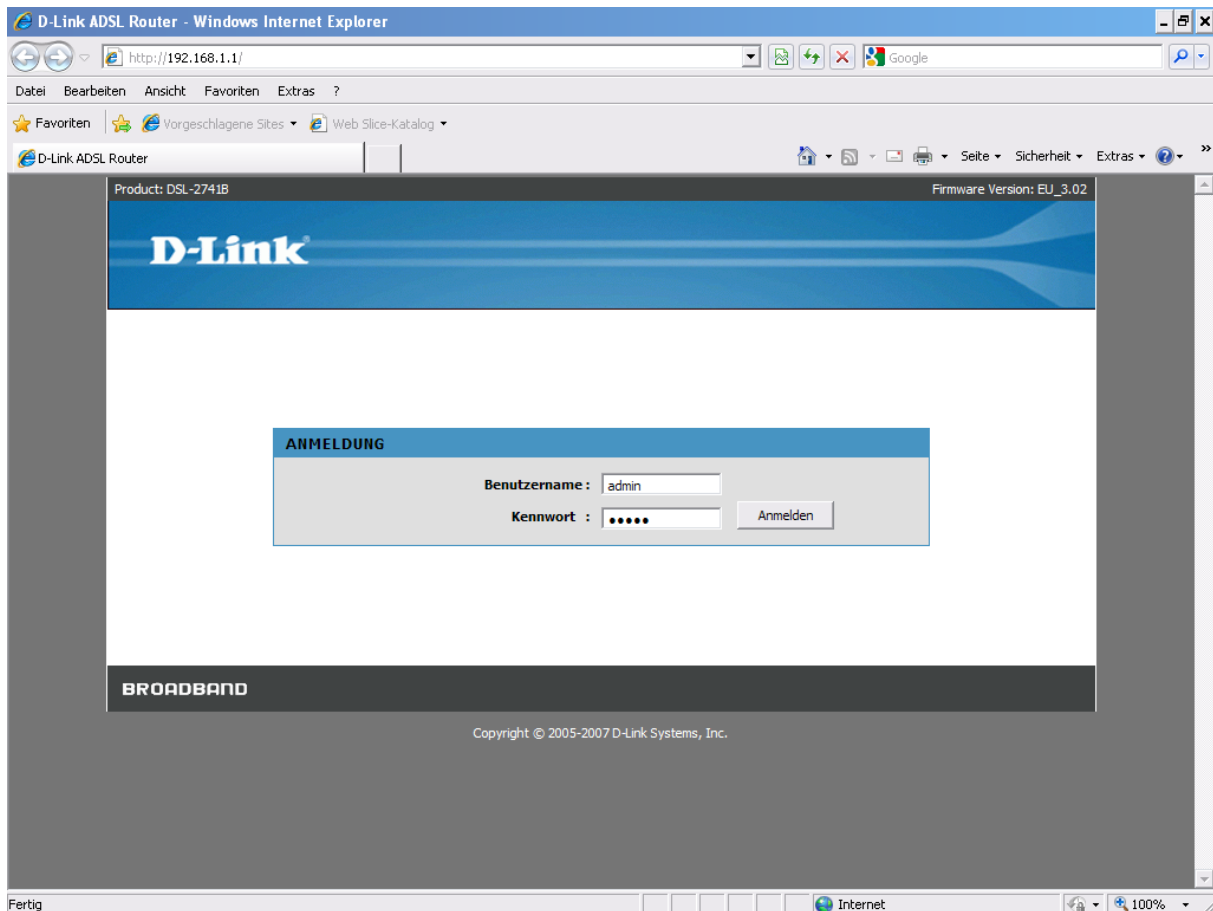 D-Link ADSL Router - Windows Internet Explorer
http://192.168.1.1/
Google
Datei Bearbeiten Ansicht Favoriten Extras ?
Favoriten Vorgeschlagene Sites Web Slice-Katalog
D-Link ADSL Router Seite Sicherheit Extras »
Product: DSL-2741B Firmware Version: EU_3.02
D-Link®
ANMELDUNG
Benutzername : admin
Kennwort : ●●●●● Anmelden
BROADBAND
Copyright © 2005-2007 D-Link Systems, Inc.
Fertig Internet 100%